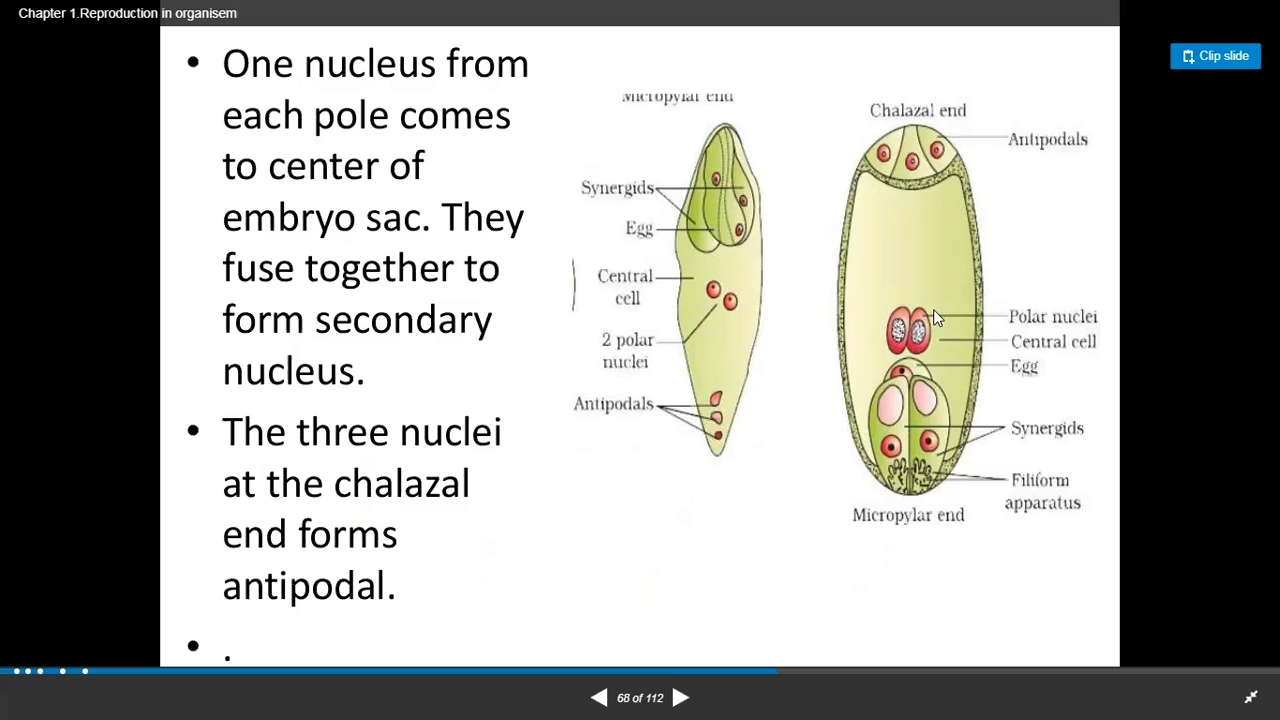 Chapter 1.Reproduction in organisem
Clip slide
• One nucleus from
each pole comes
to center of
embryo sac. They
fuse together to
form secondary
nucleus.
• The three nuclei
at the chalazal
end forms
antipodal.
• .
Micropylar end
Synergids
Egg
Central
cell
2 polar
nuclei
Antipodals
Chalazal end
Antipodals
Polar nuclei
Central cell
Egg
Synergids
Filiform
apparatus
Micropylar end
68 of 112